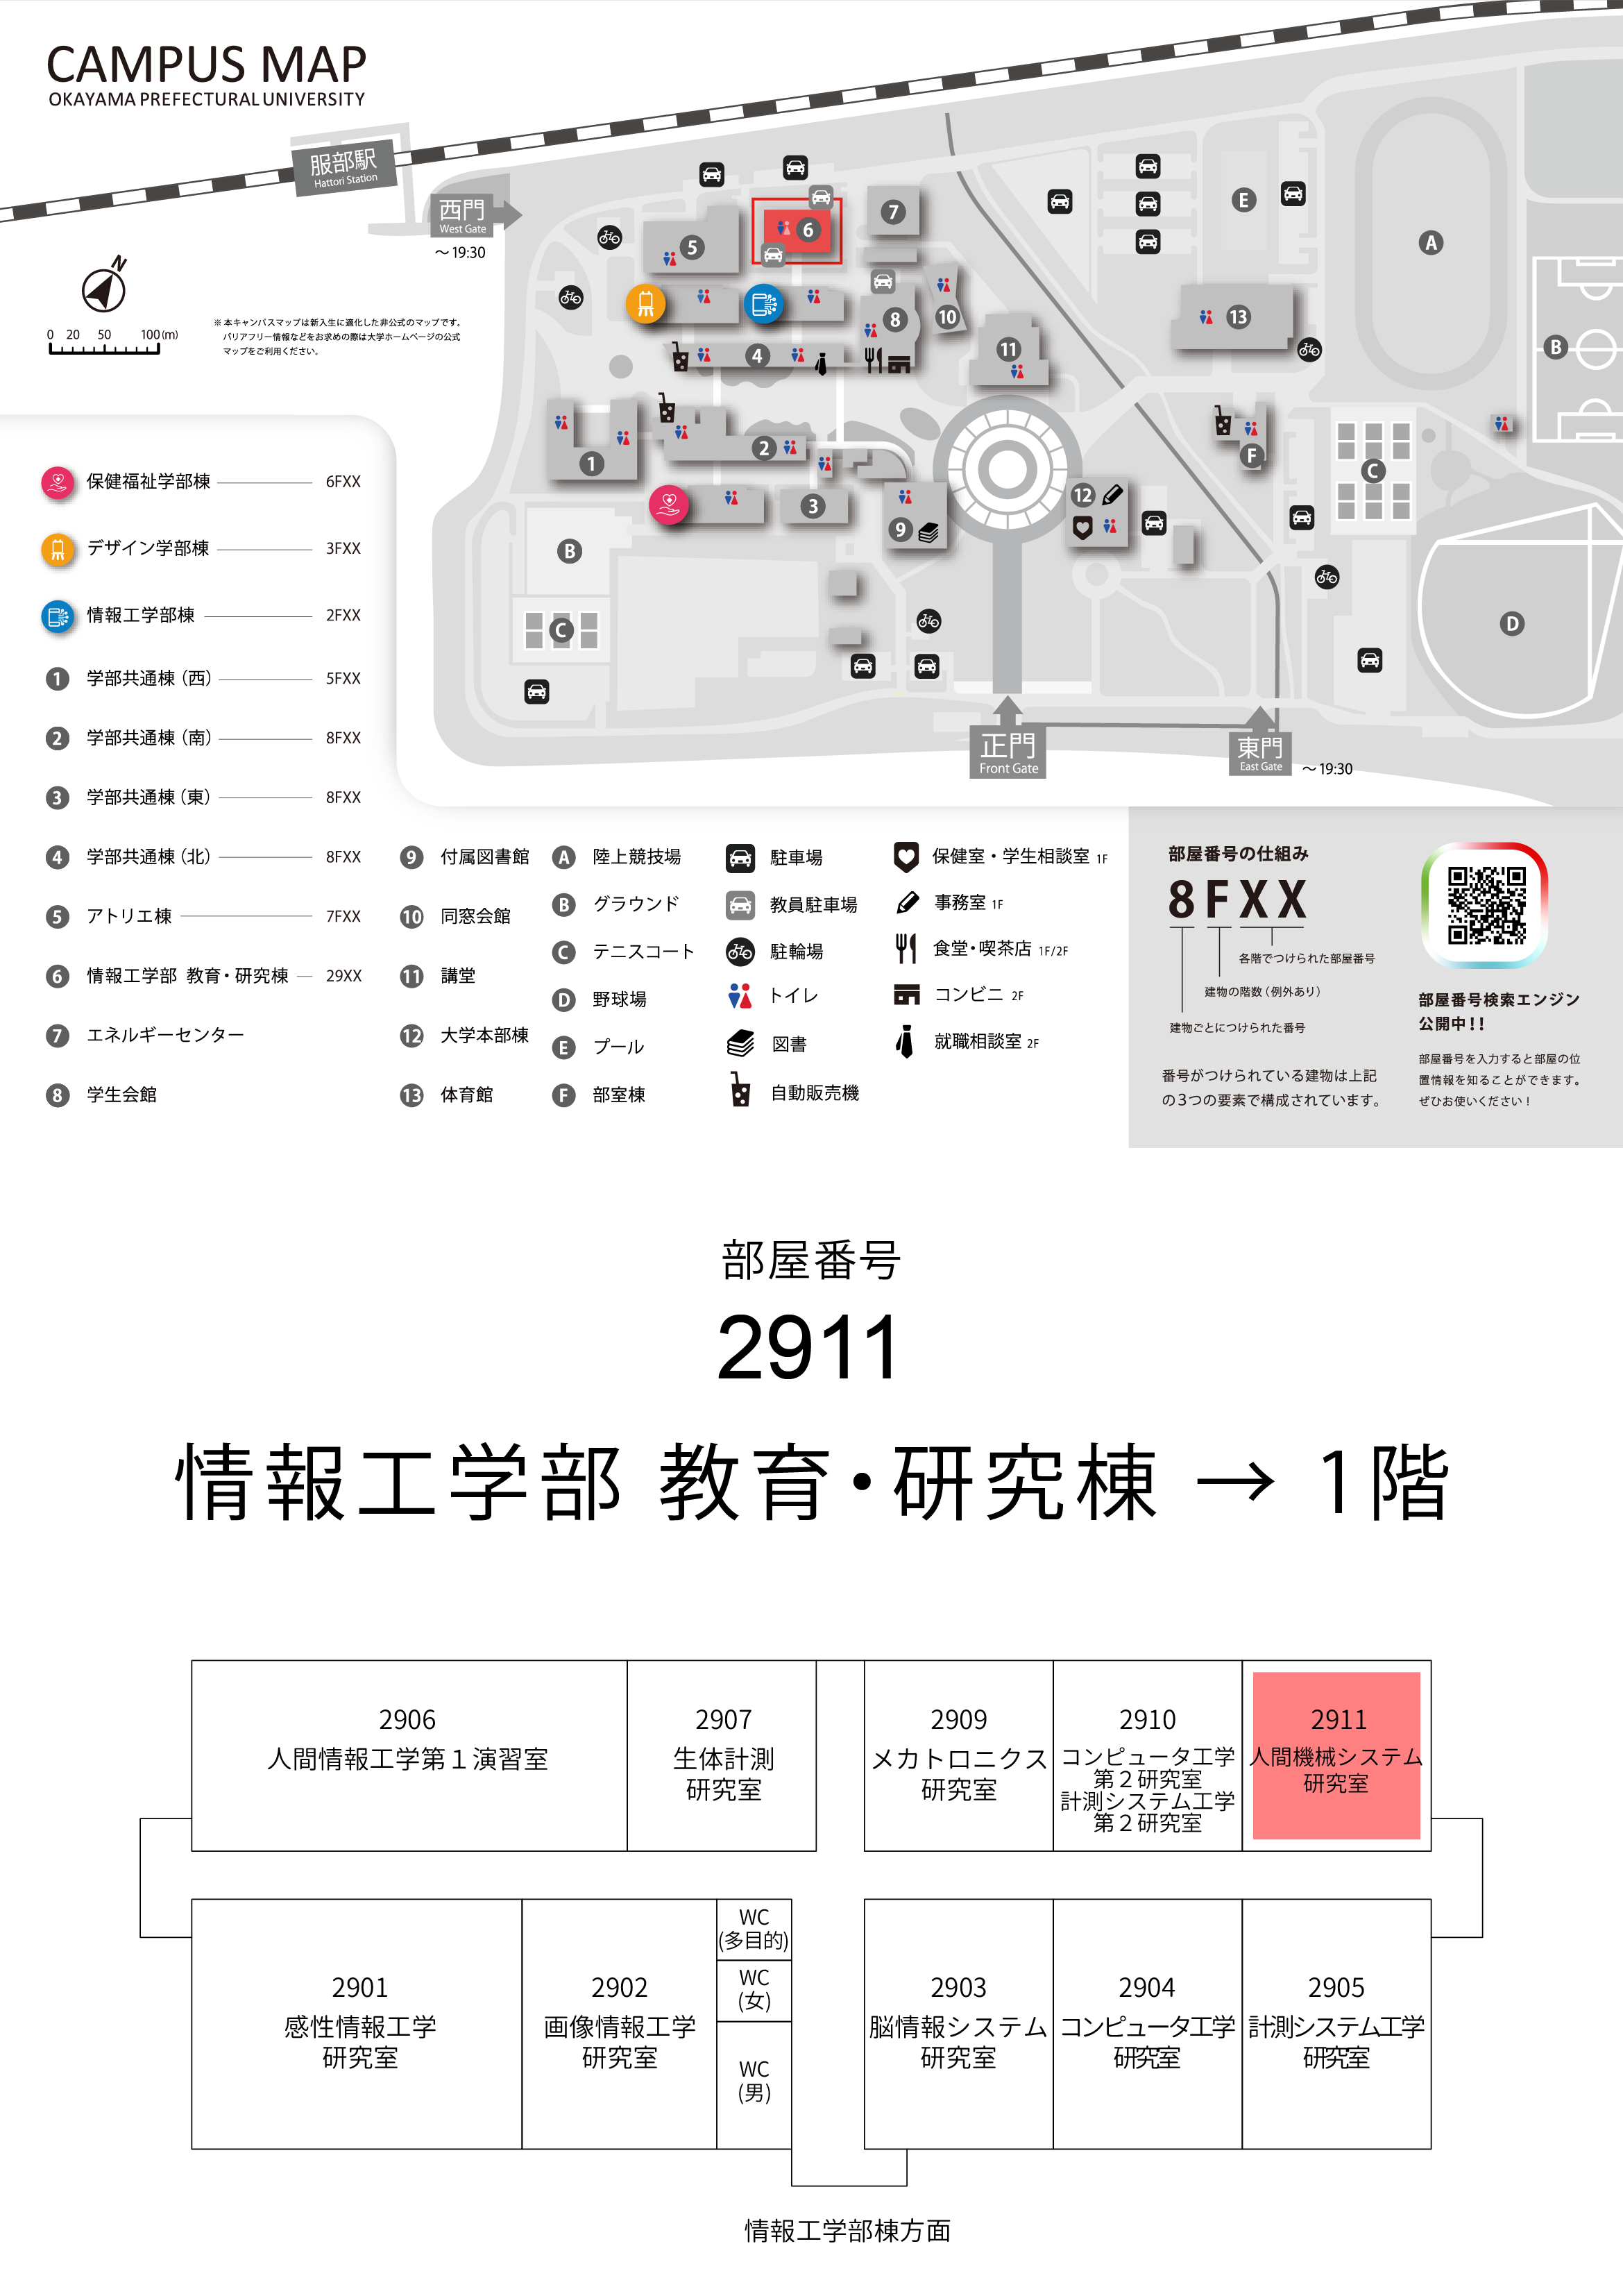 CAMPUS MAP
OKAYAMA PREFECTURAL UNIVERSITY
服部駅
Hattori Station
西門
West Gate
～19:30
N
0 20 50 100(m)
※ 本キャンパスマップは新入生に適化した非公式のマップです。
バリアフリー情報などをお求めの際は大学ホームページの公式
マップをご利用ください。
7
6
5
E
A
8
10
13
11
4
B
2
1
F
C
12
3
9
B
C
D
正門
Front Gate
東門
East Gate
～19:30
保健福祉学部棟 6FXX
デザイン学部棟 3FXX
情報工学部棟 2FXX
1 学部共通棟（西） 5FXX
2 学部共通棟（南） 8FXX
3 学部共通棟（東） 8FXX
4 学部共通棟（北） 8FXX
5 アトリエ棟 7FXX
6 情報工学部 教育・研究棟 29XX
7 エネルギーセンター
8 学生会館
9 付属図書館
10 同窓会館
11 講堂
12 大学本部棟
13 体育館
A 陸上競技場
B グラウンド
C テニスコート
D 野球場
E プール
F 部室棟
駐車場
教員駐車場
駐輪場
トイレ
図書
自動販売機
保健室・学生相談室 1F
事務室 1F
食堂・喫茶店 1F/2F
コンビニ 2F
就職相談室 2F
部屋番号の仕組み
8FXX
各階でつけられた部屋番号
建物の階数（例外あり）
建物ごとにつけられた番号
番号がつけられている建物は上記
の3つの要素で構成されています。
部屋番号検索エンジン
公開中！！
部屋番号を入力すると部屋の位
置情報を知ることができます。
ぜひお使いください！
部屋番号
2911
情報工学部 教育・研究棟 → 1階
2906
人間情報工学第１演習室
2907
生体計測
研究室
2909
メカトロニクス
研究室
2910
コンピュータ工学
第２研究室
計測システム工学
第２研究室
2911
人間機械システム
研究室
2901
感性情報工学
研究室
2902
画像情報工学
研究室
WC
(多目的)
WC
(女)
WC
(男)
2903
脳情報システム
研究室
2904
コンピュータ工学
研究室
2905
計測システム工学
研究室
情報工学部棟方面